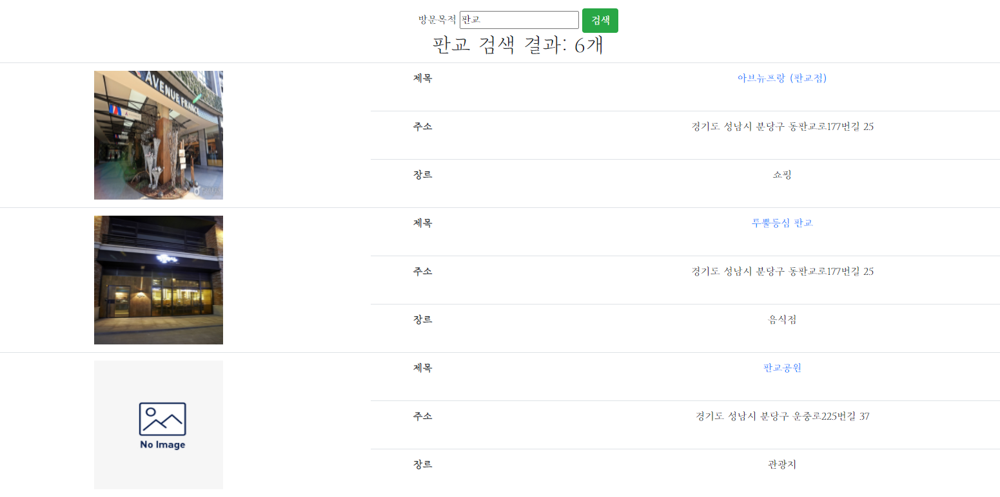 방문목적 판교 검색
판교 검색 결과: 6개
AVENUE FRANCE
제목 아브뉴프랑 (판교점)
주소 경기도 성남시 분당구 동판교로177번길 25
장르 쇼핑
제목 투뿔등심 판교
주소 경기도 성남시 분당구 동판교로177번길 25
장르 음식점
No Image
제목 판교공원
주소 경기도 성남시 분당구 운중로225번길 37
장르 관광지